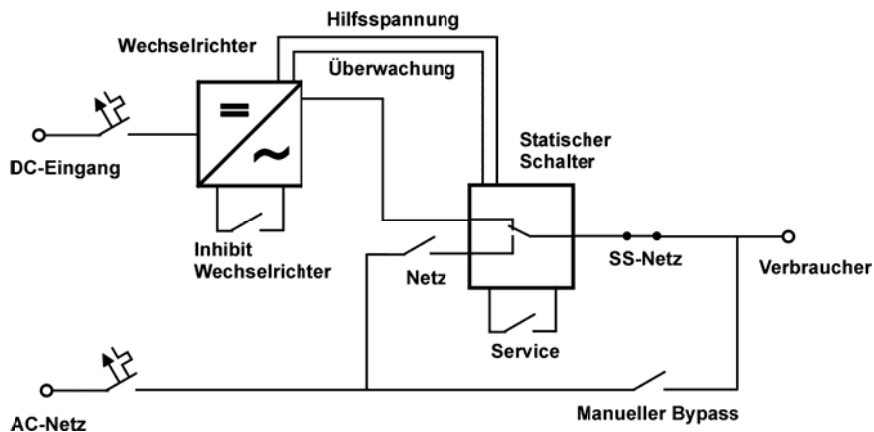 Hilfsspannung
Wechselrichter
Überwachung
Statischer
Schalter
DC-Eingang
Inhibit
Wechselrichter
Netz
SS-Netz
Verbraucher
Service
AC-Netz
Manueller Bypass